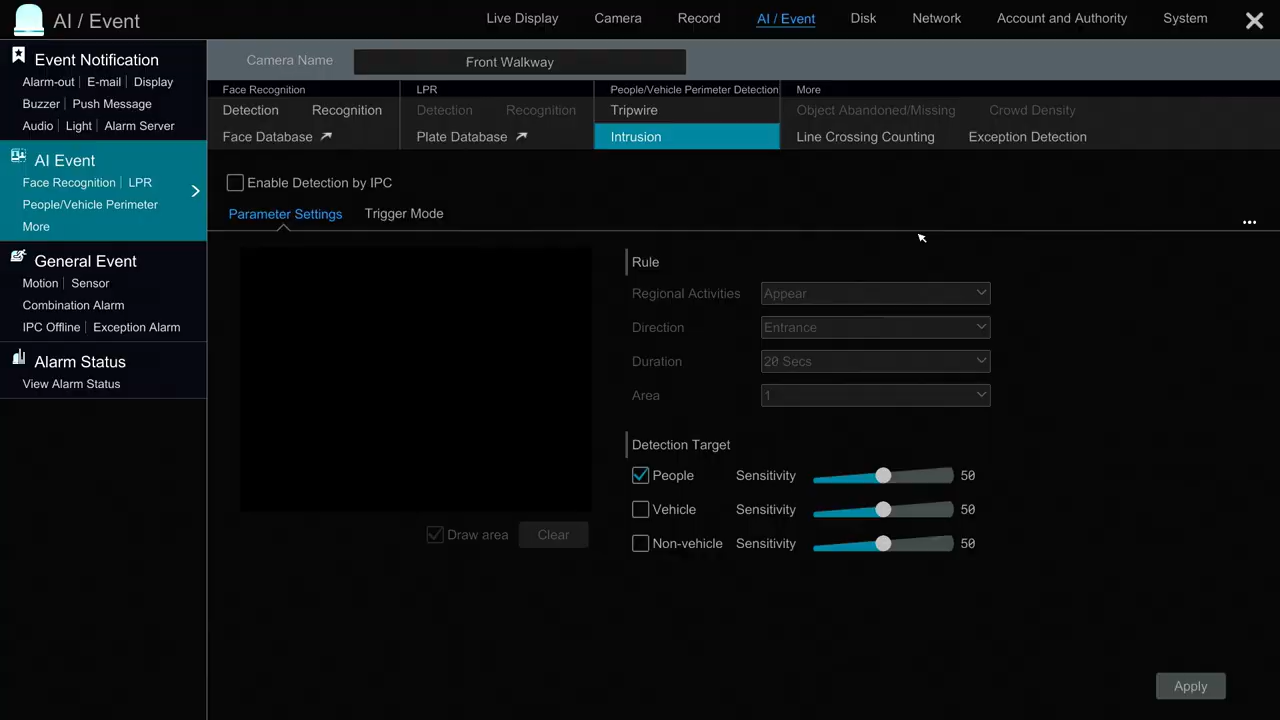 AI / Event
Live Display Camera Record AI / Event Disk Network Account and Authority System
Event Notification
Alarm-out E-mail Display
Buzzer Push Message
Audio Light Alarm Server
AI Event
Face Recognition LPR
People/Vehicle Perimeter
More
General Event
Motion Sensor
Combination Alarm
IPC Offline Exception Alarm
Alarm Status
View Alarm Status
Camera Name Front Walkway
Face Recognition LPR People/Vehicle Perimeter Detection More
Detection Recognition Detection Recognition Tripwire Object Abandoned/Missing Crowd Density
Face Database Plate Database Intrusion Line Crossing Counting Exception Detection
Enable Detection by IPC
Parameter Settings Trigger Mode
...
Draw area Clear
Rule
Regional Activities Appear
Direction Entrance
Duration 20 Secs
Area 1
Detection Target
People Sensitivity 50
Vehicle Sensitivity 50
Non-vehicle Sensitivity 50
Apply